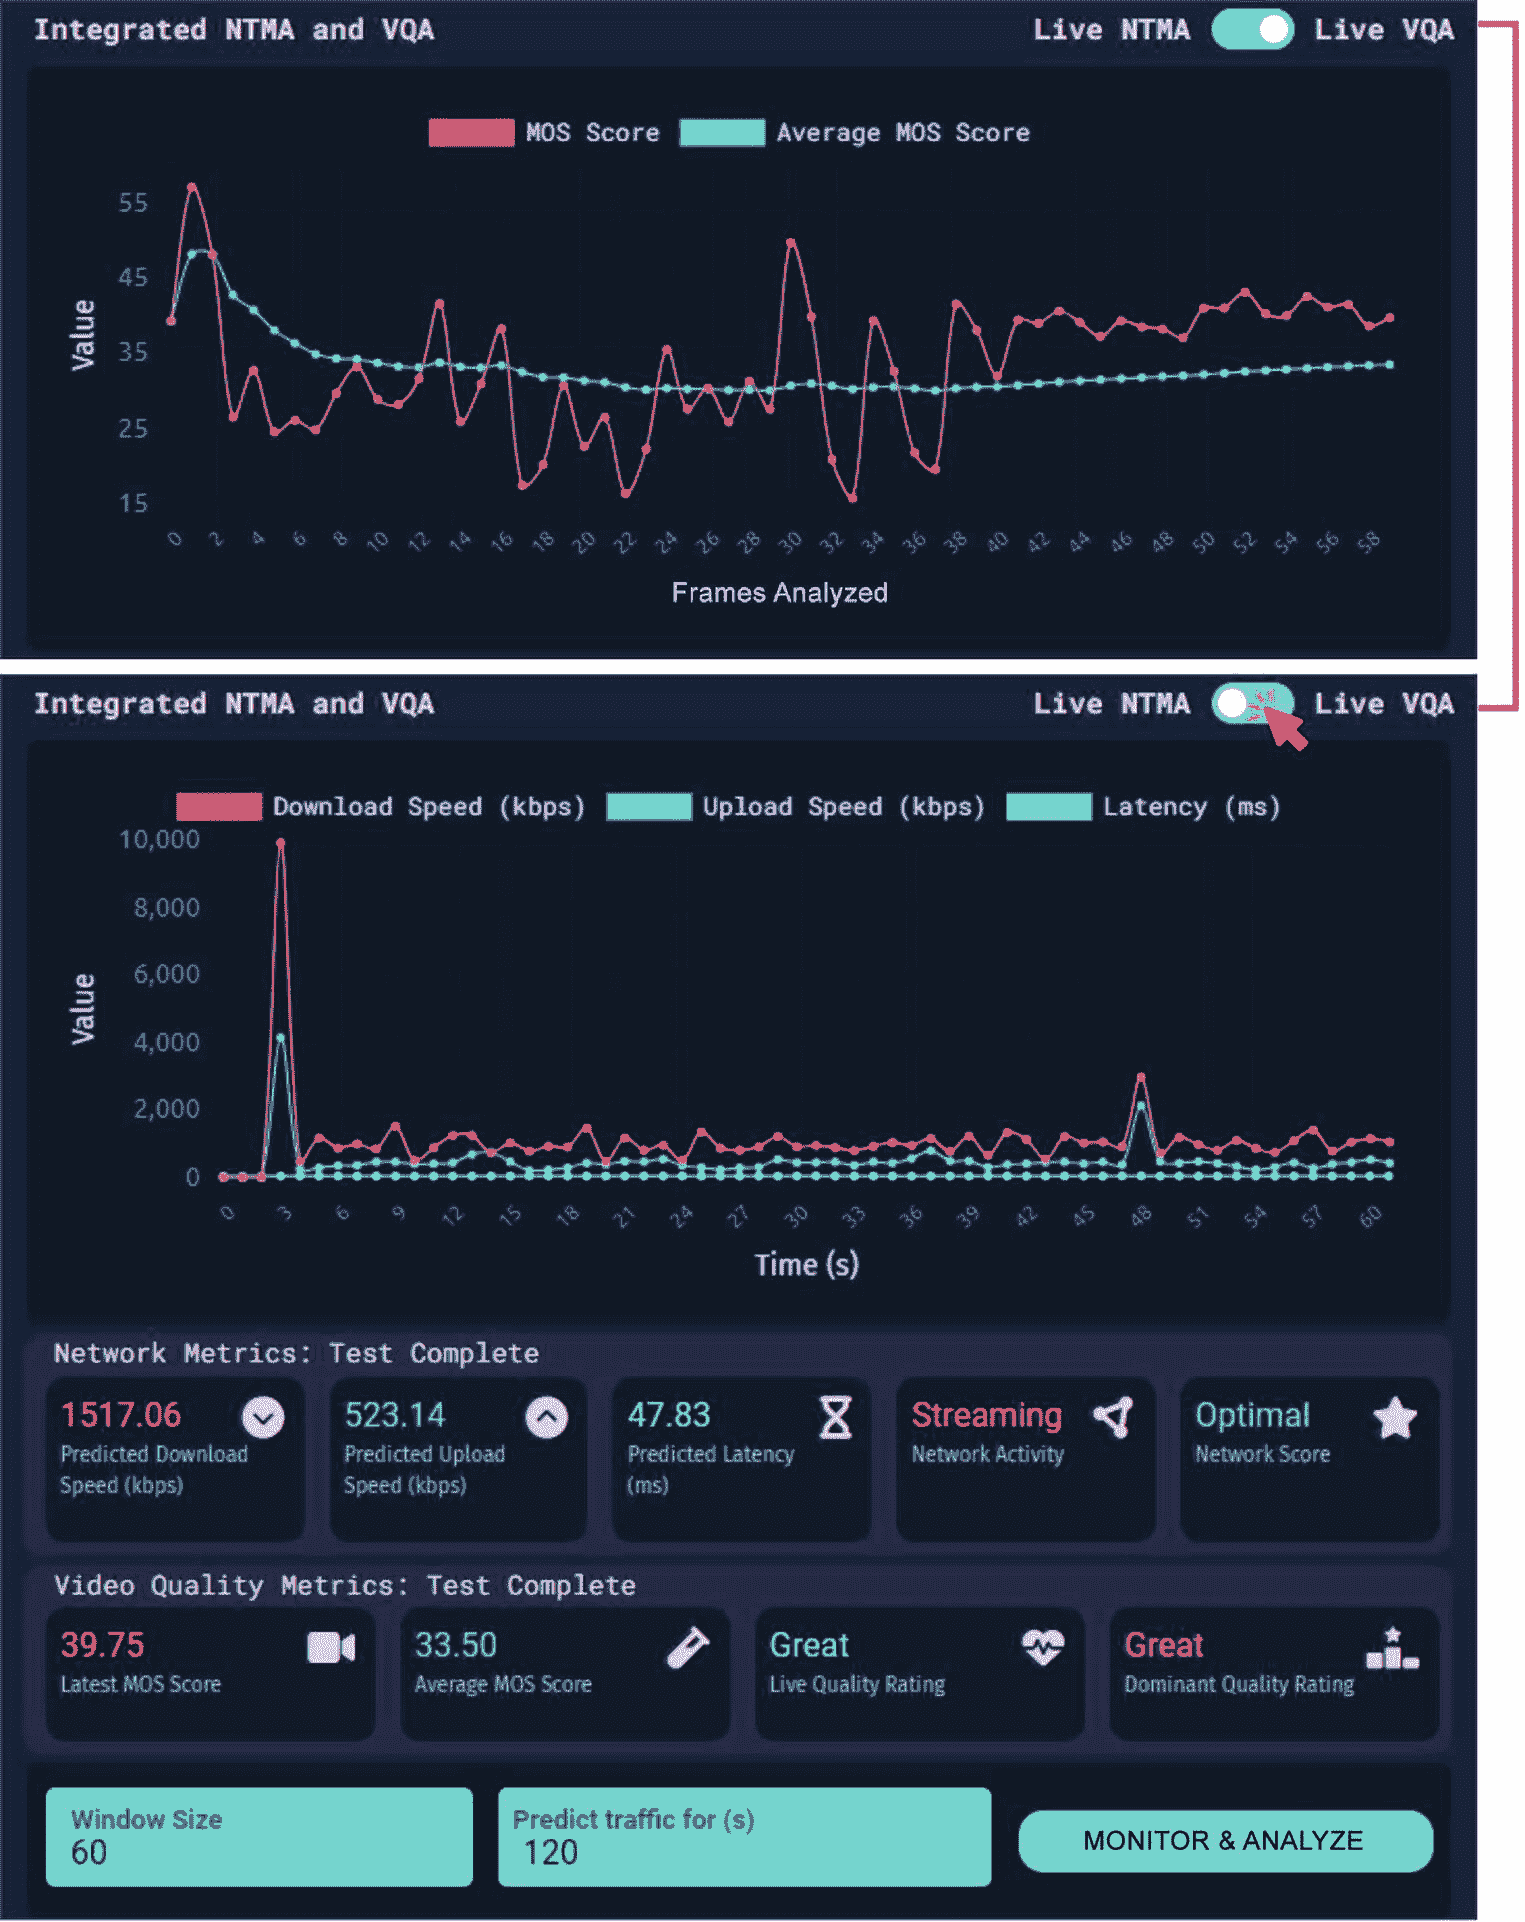 Integrated NTMA and VQA
Live NTMA Live VQA
MOS Score Average MOS Score
55
45
35
25
15
Value
0 2 4 6 8 10 12 14 16 18 20 22 24 26 28 30 32 34 36 38 40 42 44 46 48 50 52 54 56 58
Frames Analyzed
Integrated NTMA and VQA
Live NTMA Live VQA
Download Speed (kbps) Upload Speed (kbps) Latency (ms)
10,000
8,000
6,000
4,000
2,000
0
Value
0 3 6 9 12 15 18 21 24 27 30 33 36 39 42 45 48 51 54 57 60
Time (s)
Network Metrics: Test Complete
1517.06
Predicted Download
Speed (kbps)
523.14
Predicted Upload
Speed (kbps)
47.83
Predicted Latency
(ms)
Streaming
Network Activity
Optimal
Network Score
Video Quality Metrics: Test Complete
39.75
Latest MOS Score
33.50
Average MOS Score
Great
Live Quality Rating
Great
Dominant Quality Rating
Window Size
60
Predict traffic for (s)
120
MONITOR & ANALYZE